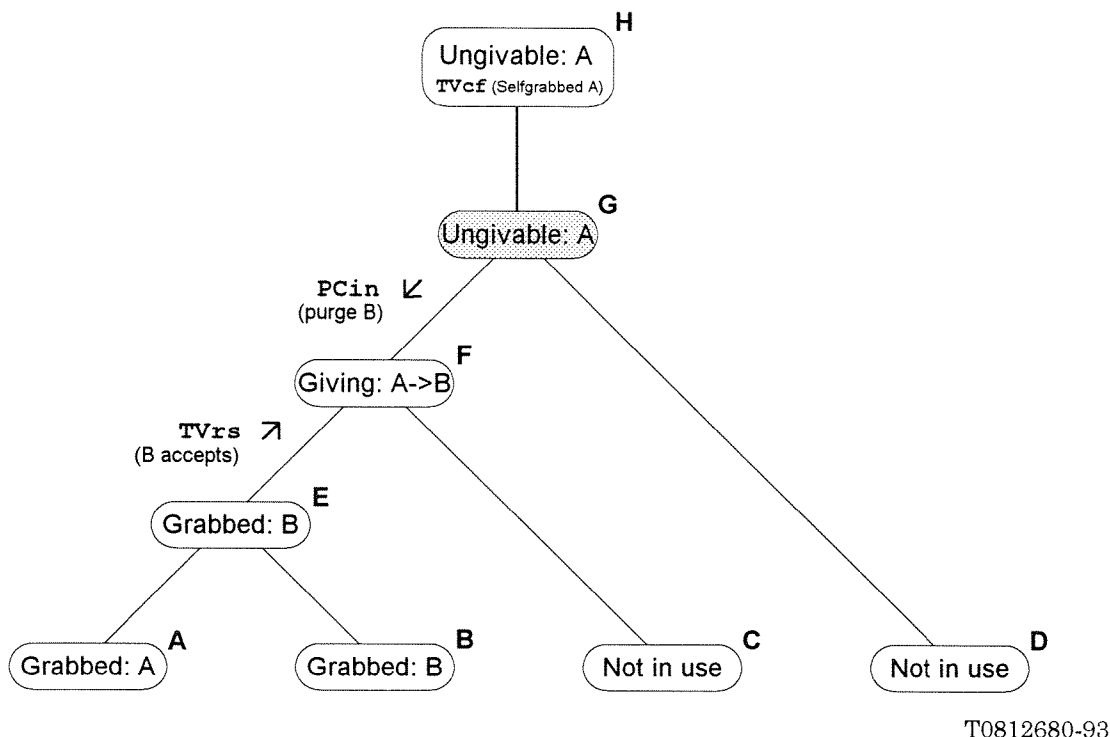 H
Ungivable: A
TVcf (Selfgrabbed A)
G
Ungivable: A
PCin
(purge B)
F
Giving: A->B
TVrs
(B accepts)
E
Grabbed: B
A
Grabbed: A
B
Grabbed: B
C
Not in use
D
Not in use
T0812680-93